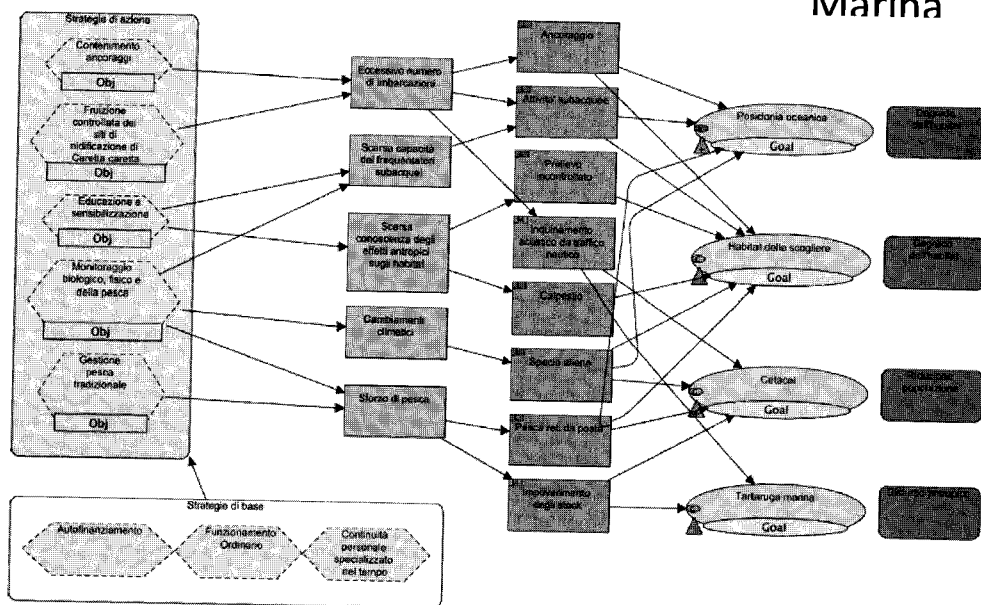 Marina
Strategie di azione
Contenimento
ancoraggi
Obj
Fruizione
controllata dei
siti di
nidificazione di
Caretta caretta
Obj
Educazione e
sensibilizzazione
Obj
Monitoraggio
biologico, fisico e
della pesca
Obj
Gestione
pesca
tradizionale
Obj
Eccessivo numero
di imbarcazioni
Scarsa capacità
dei frequentatori
subacquei
Scarsa
conoscenza degli
effetti antropici
sugli habitat
Cambiamenti
climatici
Sforzo di pesca
Ancoraggio
Attività subacquee
Prelievo
incontrollato
Inquinamento
acustico da traffico
nautico
Calpestio
Specie aliene
Pesca reti da posta
Impoverimento
degli stock
Posidonia oceanica
Goal
Habitat delle scogliere
Goal
Cetacei
Goal
Tartaruga marina
Goal
Strategie di base
Autofinanziamento
Funzionamento
Ordinario
Continuità
personale
specializzato
nel tempo